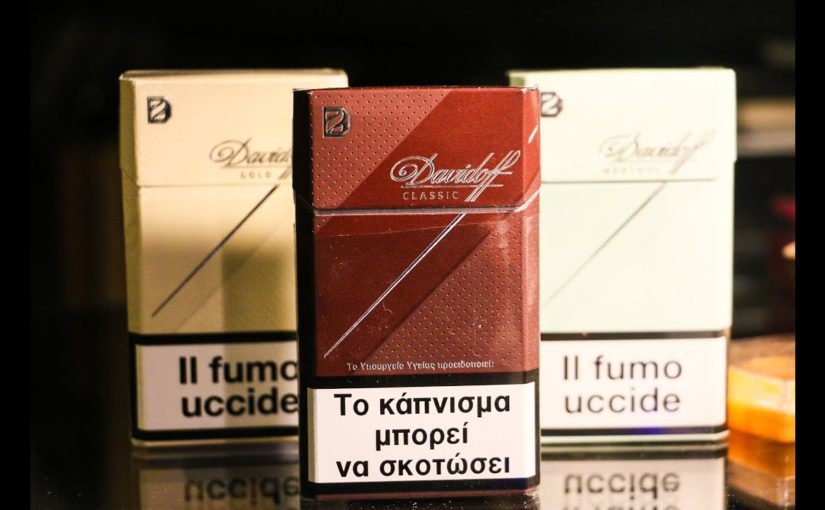 Davidoff
GOLD
Il fumo
uccide
Davidoff
CLASSIC
Το Υπουργείο Υγείας προειδοποιεί:
Το κάπνισμα
μπορεί
να σκοτώσει
Davidoff
MENTHOL
Il fumo
uccide